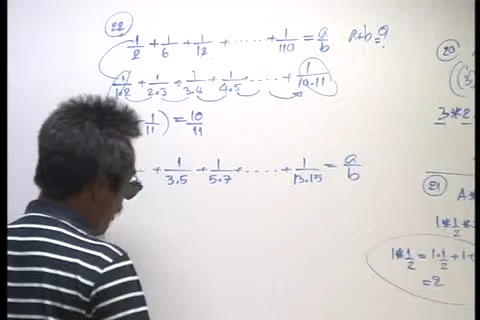 22
1/2 + 1/6 + 1/12 + ...... + 1/110 = a/b a+b=?
1/1.2 + 1/2.3 + 1/3.4 + 1/4.5 + .... + 1/10.11
- 1/11) = 10/11
+ 1/3.5 + 1/5.7 + ..... + 1/13.15 = a/b
20
((3
3*2
21
A*
1*1/2*
1*1/2 = 1.1/2 + 1+
=2